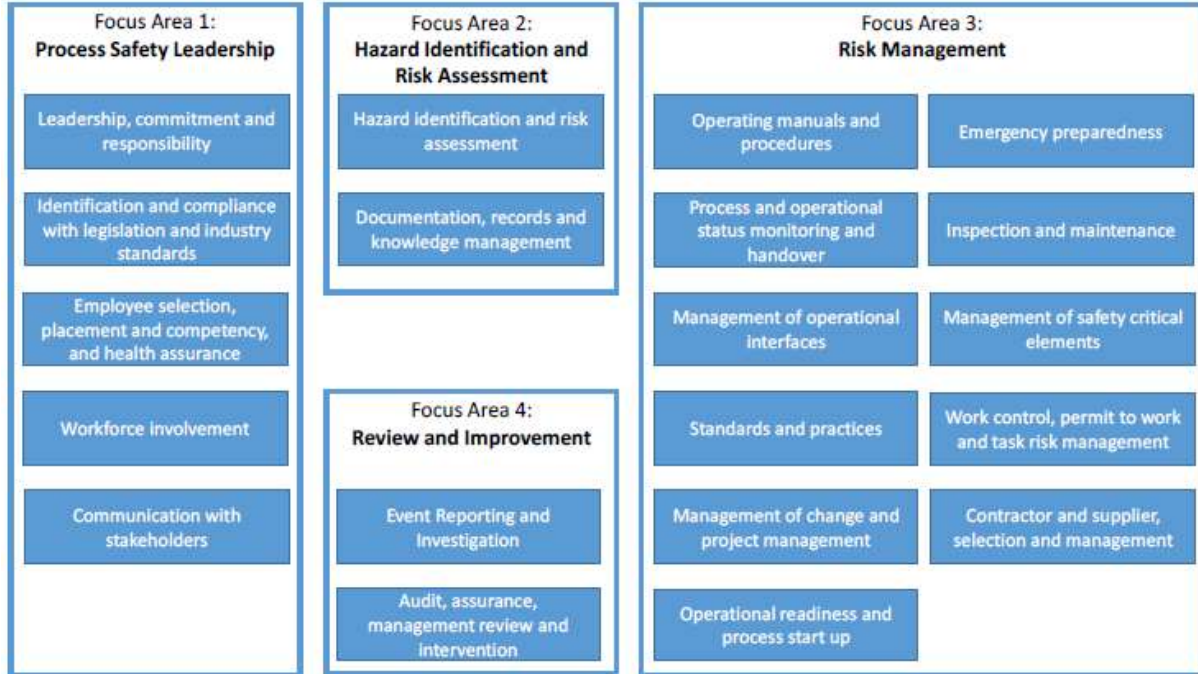 Focus Area 1:
Process Safety Leadership
Leadership, commitment and
responsibility
Identification and compliance
with legislation and industry
standards
Employee selection,
placement and competency,
and health assurance
Workforce involvement
Communication with
stakeholders
Focus Area 2:
Hazard Identification and
Risk Assessment
Hazard identification and risk
assessment
Documentation, records and
knowledge management
Focus Area 4:
Review and Improvement
Event Reporting and
Investigation
Audit, assurance,
management review and
intervention
Focus Area 3:
Risk Management
Operating manuals and
procedures
Process and operational
status monitoring and
handover
Management of operational
interfaces
Standards and practices
Management of change and
project management
Operational readiness and
process start up
Emergency preparedness
Inspection and maintenance
Management of safety critical
elements
Work control, permit to work
and task risk management
Contractor and supplier,
selection and management